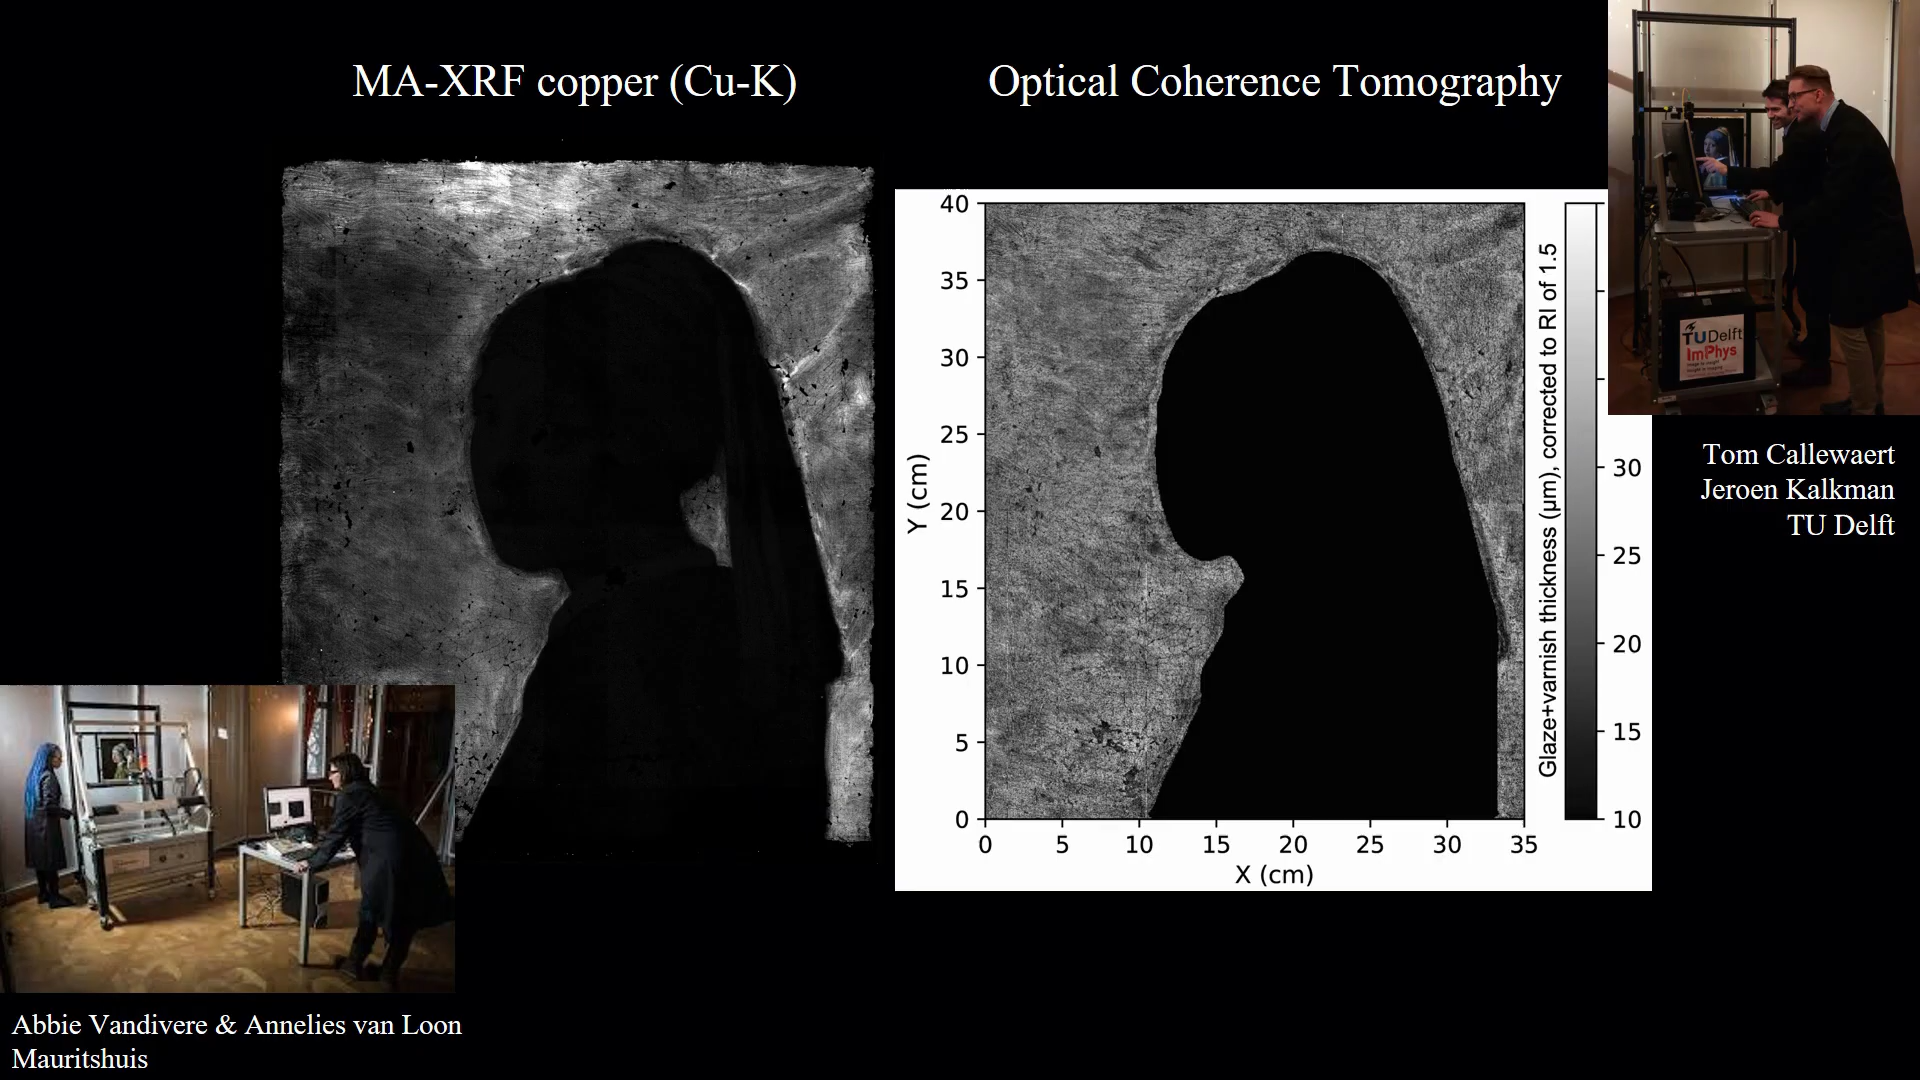 MA-XRF copper (Cu-K)
Optical Coherence Tomography
40
35
30
25
20
15
10
5
0
Y (cm)
0
5
10
15
20
25
30
35
X (cm)
Glaze+varnish thickness (μm), corrected to RI of 1.5
30
25
20
15
10
TUDelft
ImPhys
Tom Callewaert
Jeroen Kalkman
TU Delft
Abbie Vandivere & Annelies van Loon
Mauritshuis